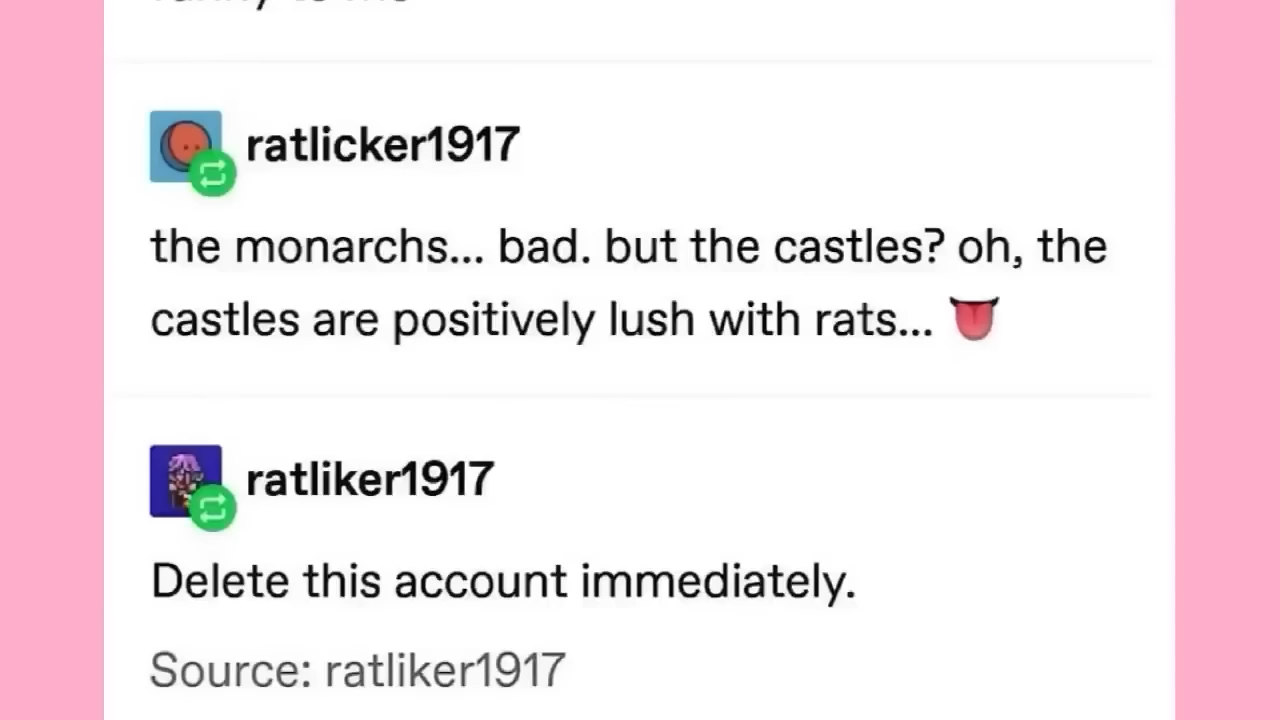 ratlicker1917
the monarchs... bad. but the castles? oh, the
castles are positively lush with rats... 👅
ratliker1917
Delete this account immediately.
Source: ratliker1917